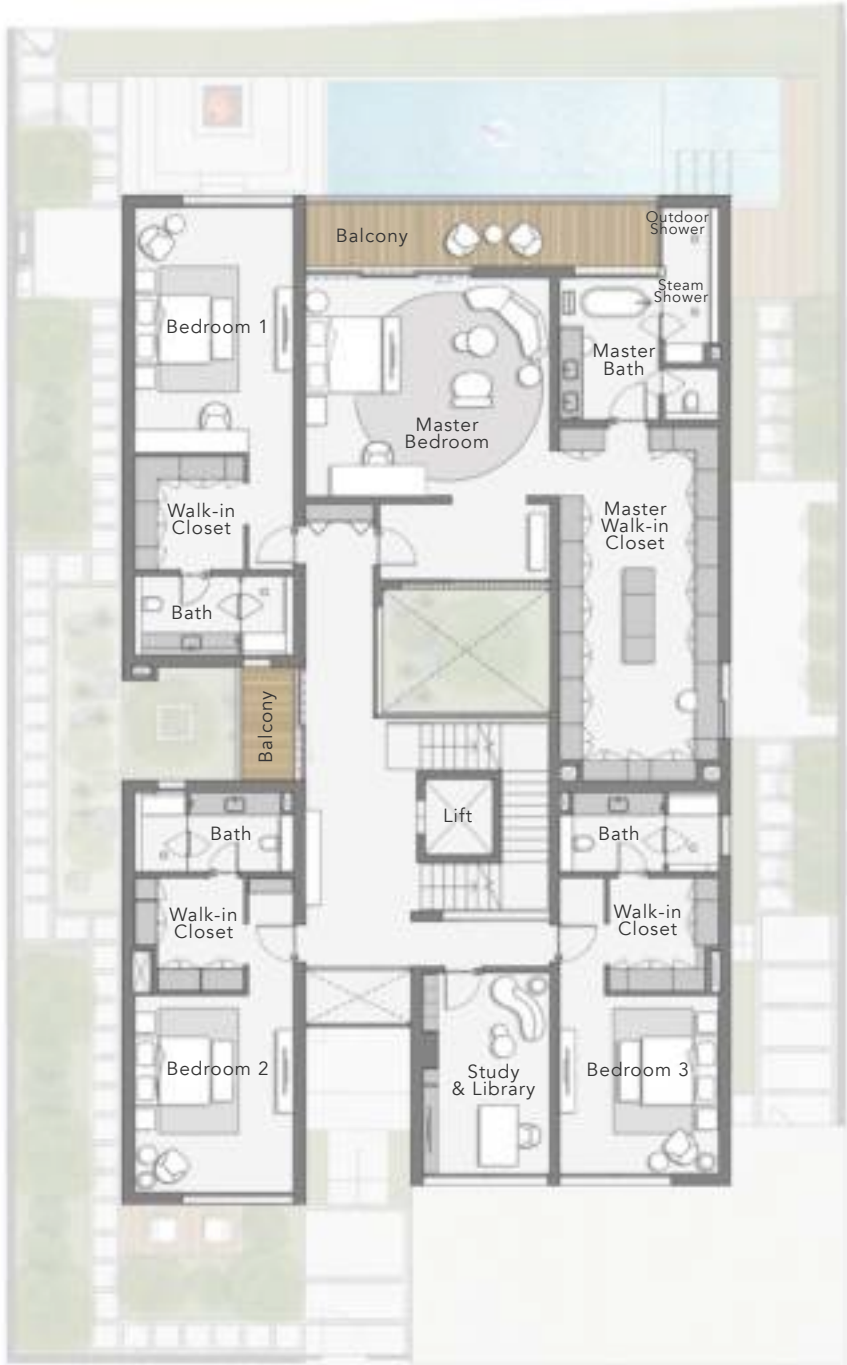 Outdoor
Shower
Balcony
Steam
Shower
Bedroom 1
Master
Bath
Master
Bedroom
Walk-in
Closet
Master
Walk-in
Closet
Bath
Balcony
Lift
Bath
Bath
Walk-in
Closet
Walk-in
Closet
Bedroom 2
Study
& Library
Bedroom 3